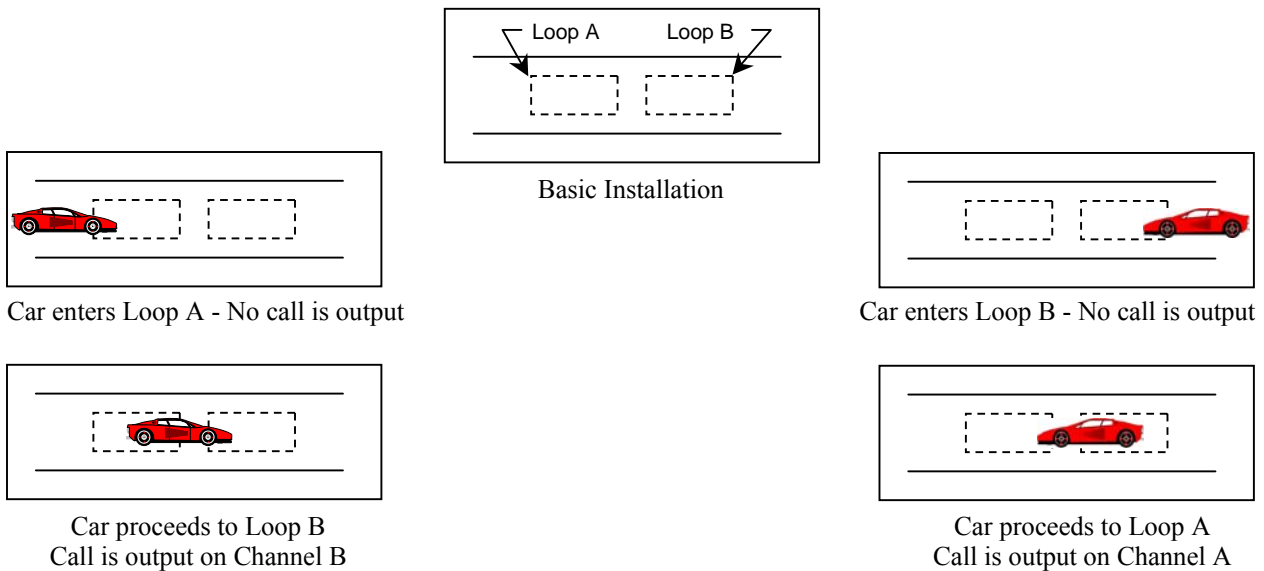 Loop A
Loop B
Basic Installation
Car enters Loop A - No call is output
Car enters Loop B - No call is output
Car proceeds to Loop B
Call is output on Channel B
Car proceeds to Loop A
Call is output on Channel A